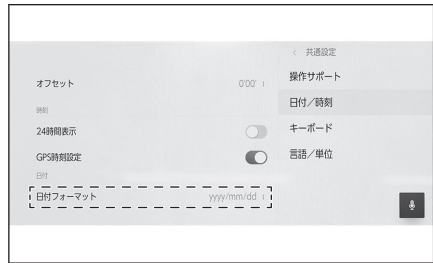 オフセット 0'00'
時刻
24時間表示
GPS時刻設定
日付
日付フォーマット yyyy/mm/dd
共通設定
操作サポート
日付／時刻
キーボード
言語／単位